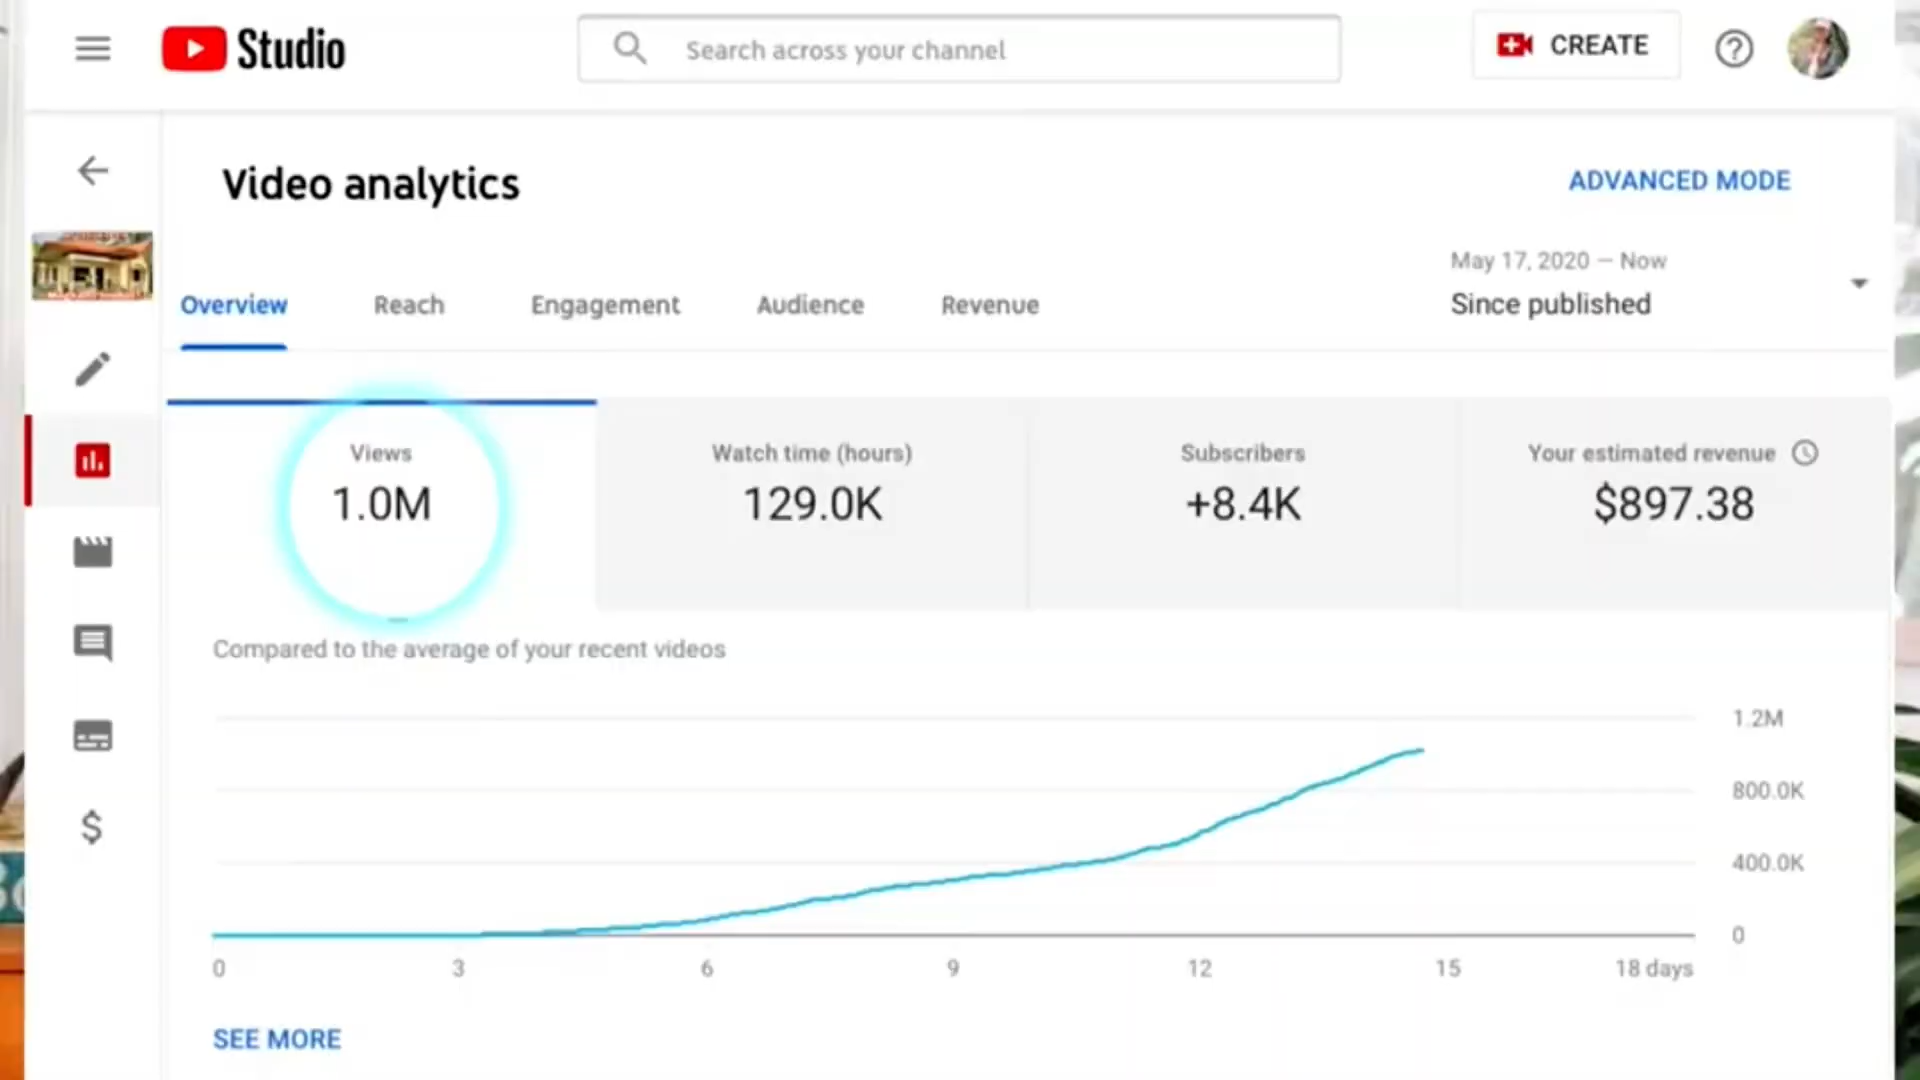 Studio
Search across your channel
CREATE
Video analytics
ADVANCED MODE
May 17, 2020 – Now
Since published
Overview Reach Engagement Audience Revenue
Views Watch time (hours) Subscribers Your estimated revenue
1.0M 129.0K +8.4K $897.38
Compared to the average of your recent videos
1.2M
800.0K
400.0K
0
0 3 6 9 12 15 18 days
SEE MORE